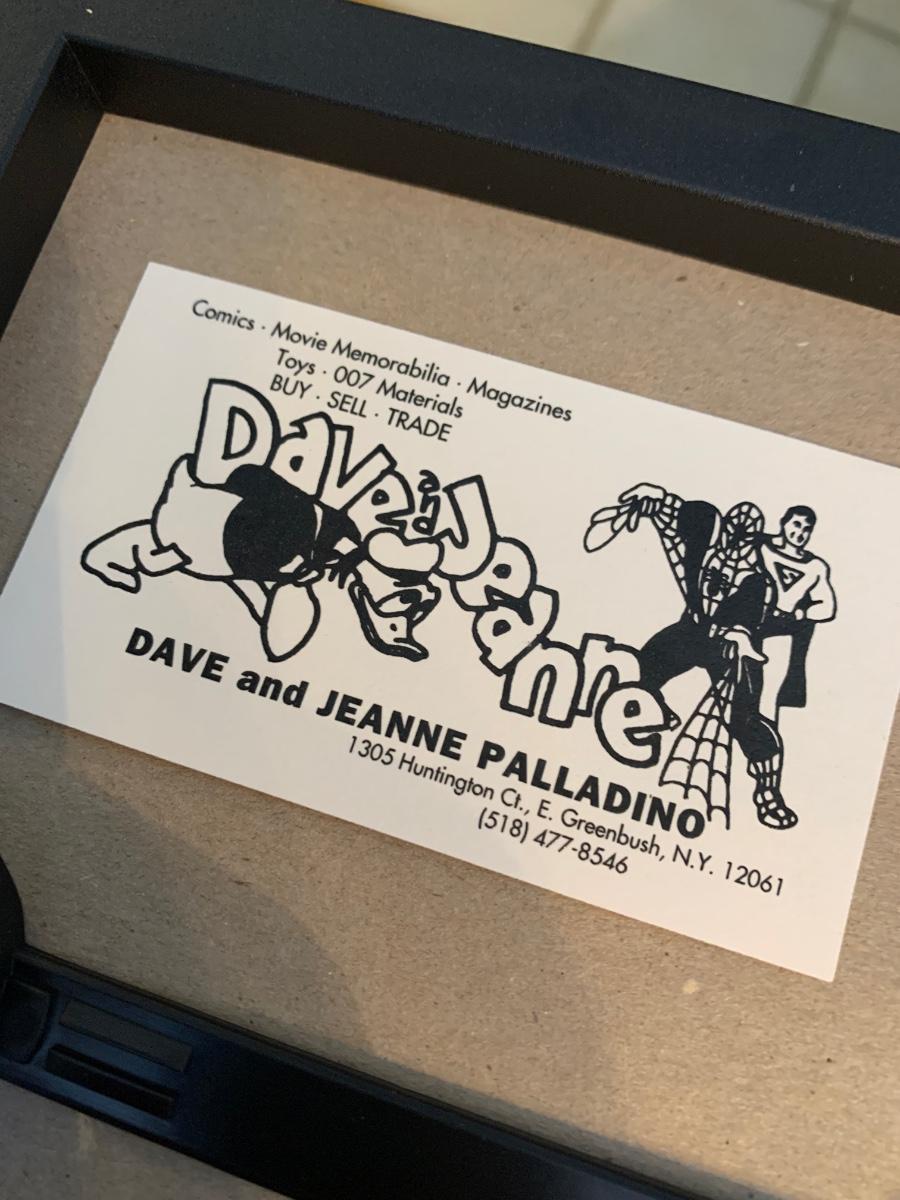 Comics · Movie Memorabilia · Magazines
Toys · 007 Materials
BUY · SELL · TRADE
Dave and Jeanne
DAVE and JEANNE PALLADINO
1305 Huntington Ct., E. Greenbush, N.Y. 12061
(518) 477-8546